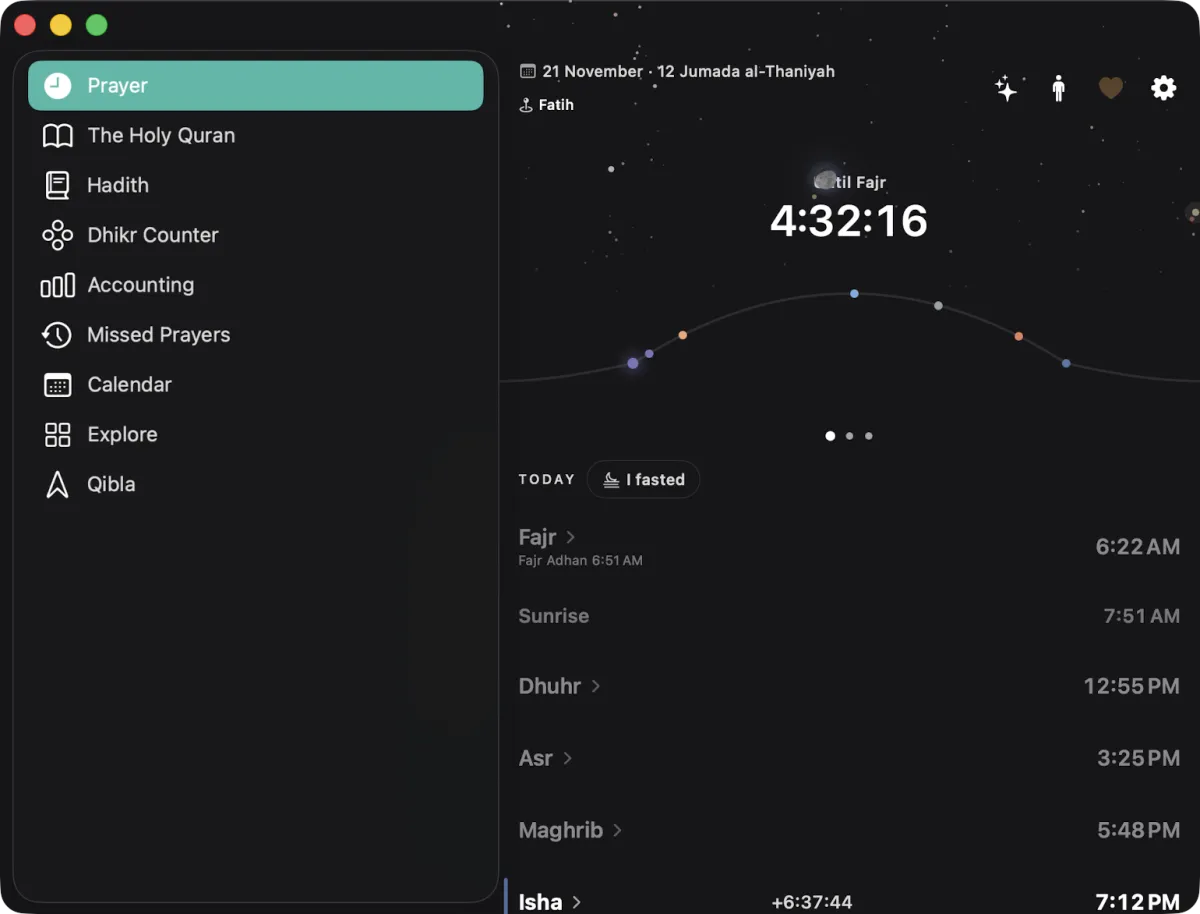 Prayer
The Holy Quran
Hadith
Dhikr Counter
Accounting
Missed Prayers
Calendar
Explore
Qibla
21 November · 12 Jumada al-Thaniyah
Fatih
Until Fajr
4:32:16
TODAY
I fasted
Fajr
6:22 AM
Fajr Adhan 6:51 AM
Sunrise
7:51 AM
Dhuhr
12:55 PM
Asr
3:25 PM
Maghrib
5:48 PM
Isha
+6:37:44
7:12 PM